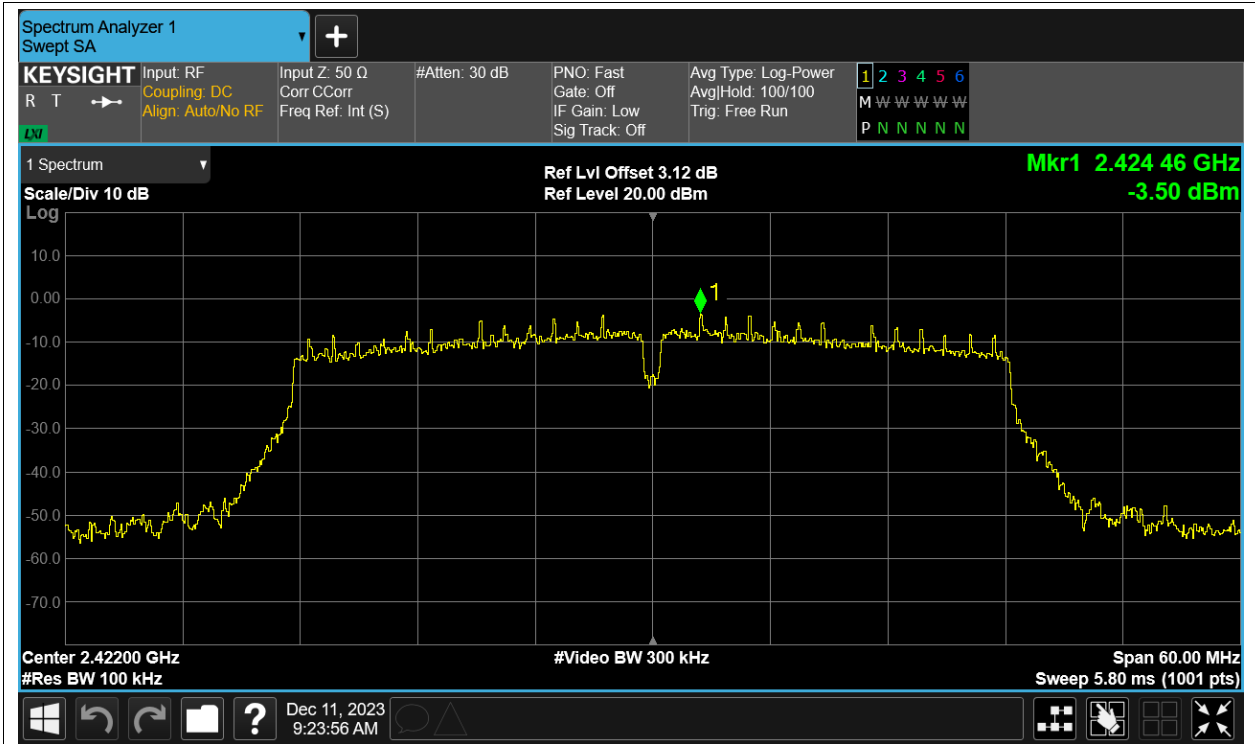 Spectrum Analyzer 1
Swept SA
KEYSIGHT
R T
LXI
Input: RF
Coupling: DC
Align: Auto/No RF
Input Z: 50 Ω
Corr CCorr
Freq Ref: Int (S)
#Atten: 30 dB
PNO: Fast
Gate: Off
IF Gain: Low
Sig Track: Off
Avg Type: Log-Power
Avg|Hold: 100/100
Trig: Free Run
1 2 3 4 5 6
M W W W W W
P N N N N N
1 Spectrum
Scale/Div 10 dB
Log
Ref Lvl Offset 3.12 dB
Ref Level 20.00 dBm
Mkr1 2.424 46 GHz
-3.50 dBm
1
10.0
0.00
-10.0
-20.0
-30.0
-40.0
-50.0
-60.0
-70.0
Center 2.42200 GHz
#Res BW 100 kHz
#Video BW 300 kHz
Span 60.00 MHz
Sweep 5.80 ms (1001 pts)
?
Dec 11, 2023
9:23:56 AM